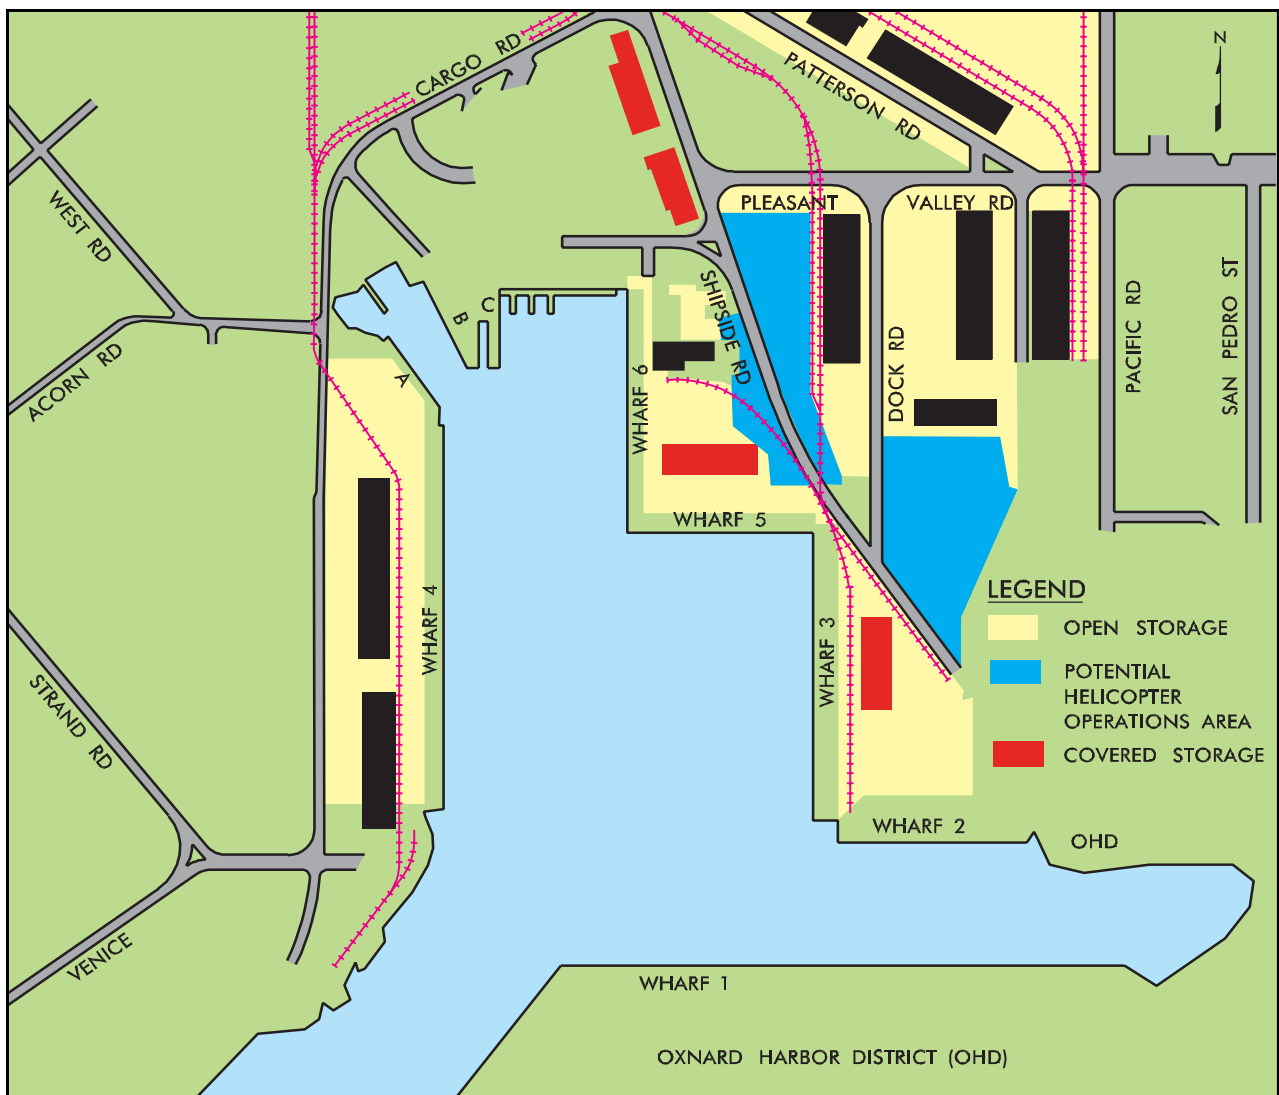 N
CARGO RD
PATTERSON RD
WEST RD
PLEASANT VALLEY RD
SHIPSIDE RD
C
B
A
ACORN RD
WHARF 6
DOCK RD
PACIFIC RD
SAN PEDRO ST
WHARF 5
WHARF 4
WHARF 3
LEGEND
OPEN STORAGE
POTENTIAL
HELICOPTER
OPERATIONS AREA
COVERED STORAGE
STRAND RD
WHARF 2
OHD
VENICE
WHARF 1
OXNARD HARBOR DISTRICT (OHD)